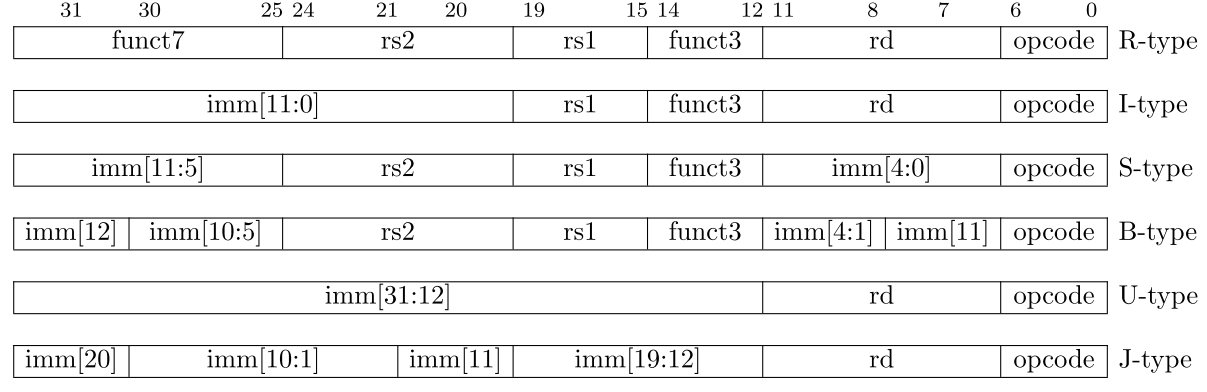 31 30 25 24 21 20 19 15 14 12 11 8 7 6 0
funct7 rs2 rs1 funct3 rd opcode R-type
imm[11:0] rs1 funct3 rd opcode I-type
imm[11:5] rs2 rs1 funct3 imm[4:0] opcode S-type
imm[12] imm[10:5] rs2 rs1 funct3 imm[4:1] imm[11] opcode B-type
imm[31:12] rd opcode U-type
imm[20] imm[10:1] imm[11] imm[19:12] rd opcode J-type